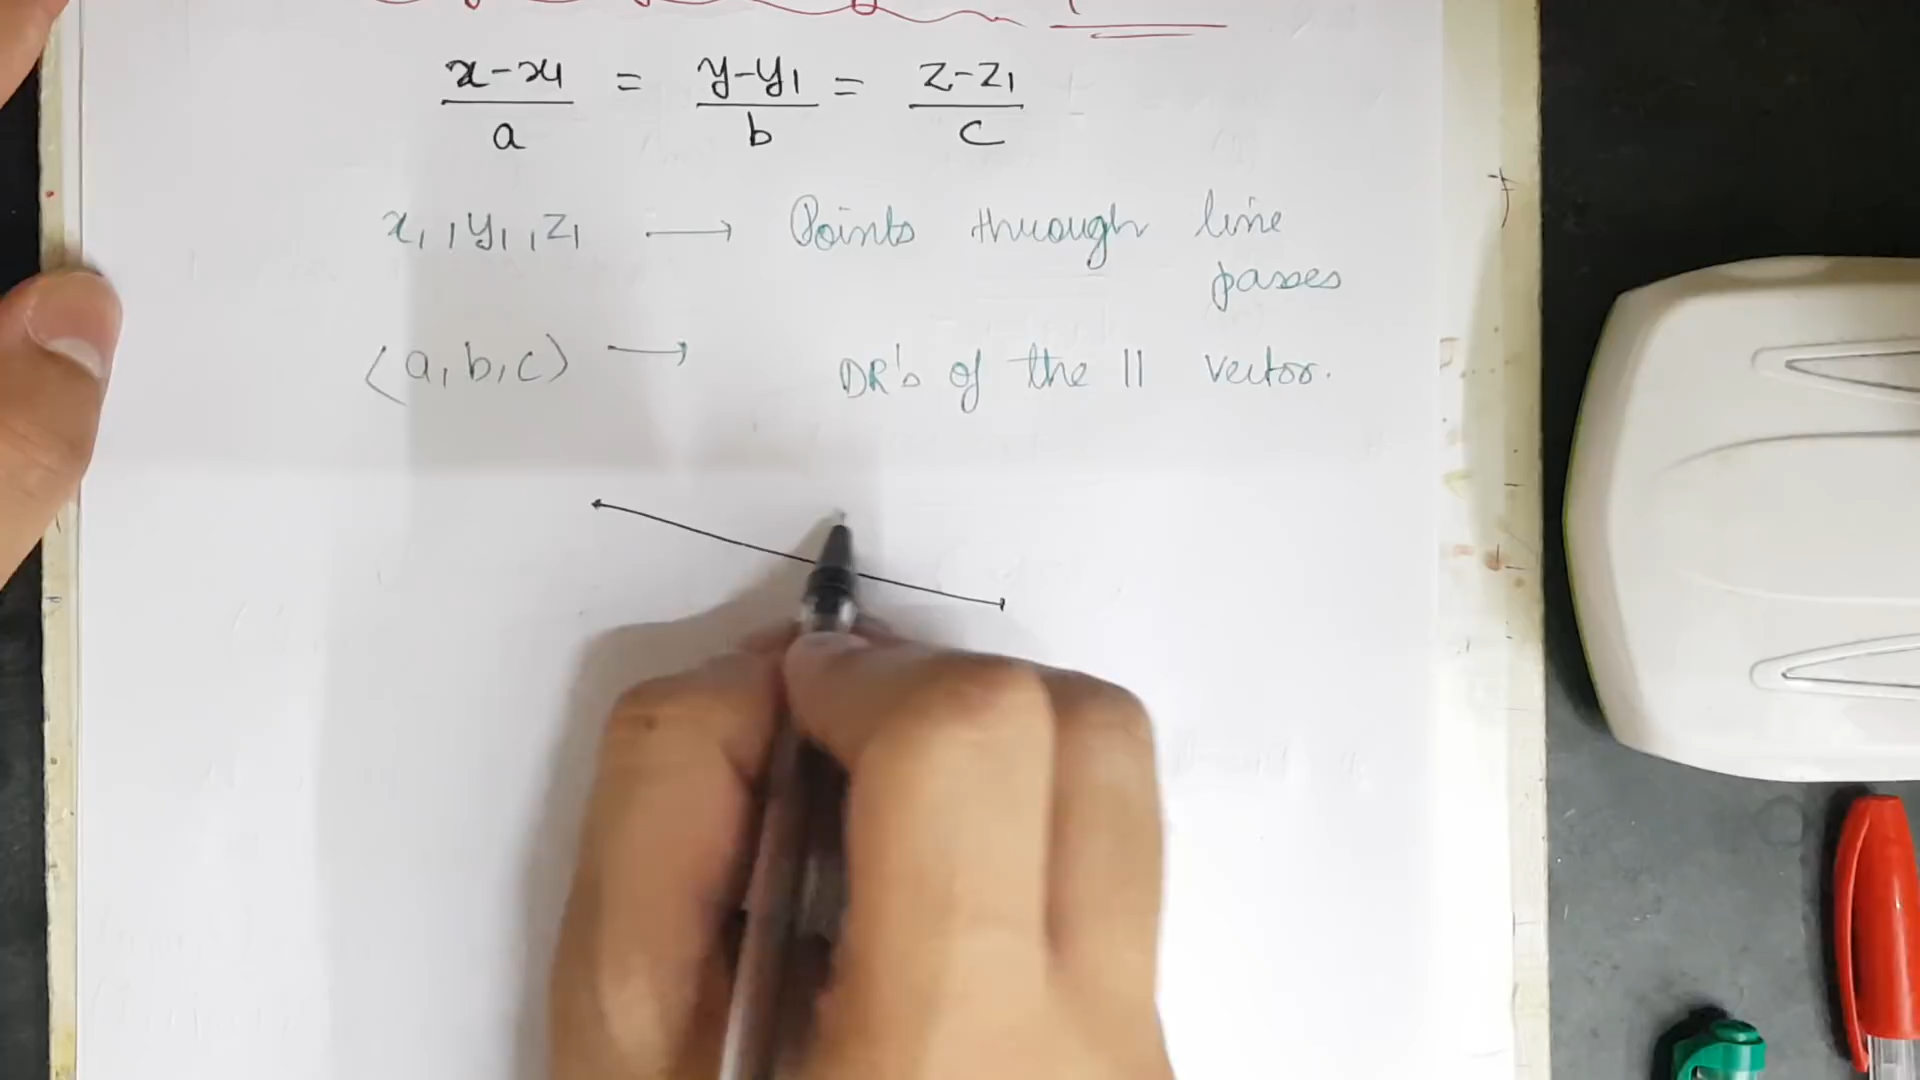 x-x1/a = y-y1/b = z-z1/c
x1, y1, z1 → Points through line
passes
⟨a, b, c⟩ → DR's of the || vector.